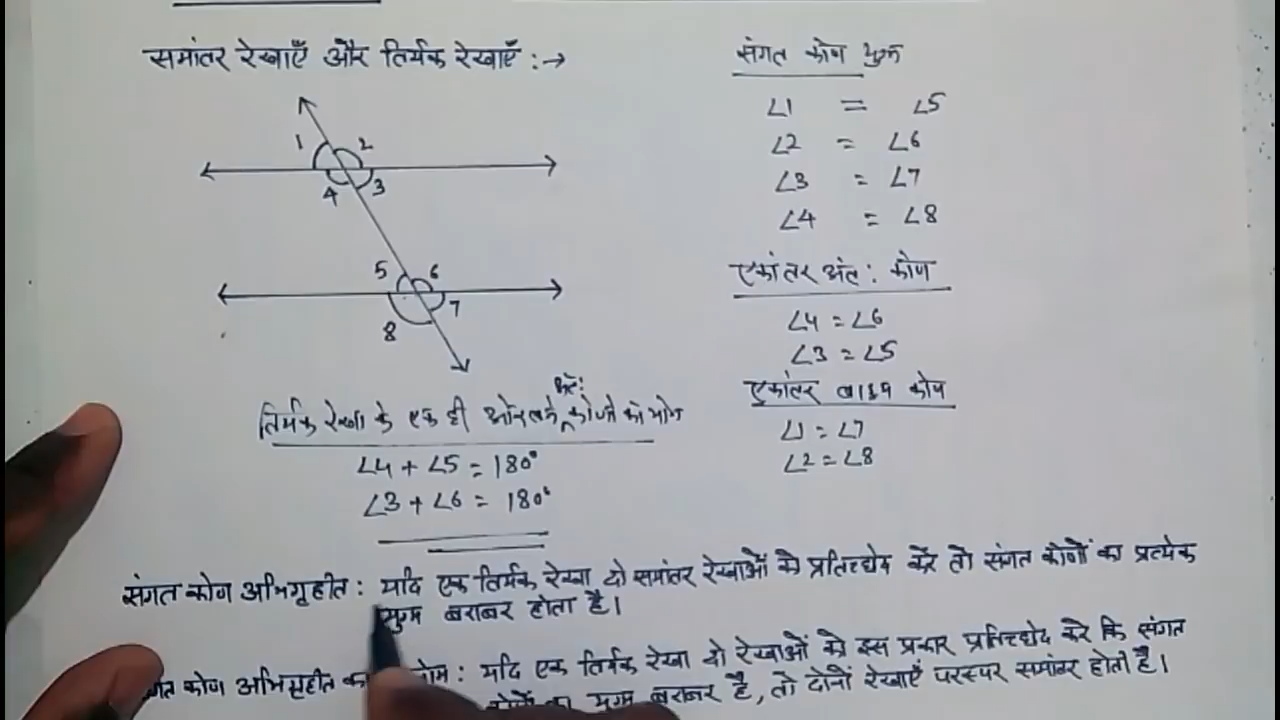 समांतर रेखाएँ और तिर्यक रेखाएँ :→
1 2
4 3
5 6
8 7
तिर्यक रेखा के एक ही ओर बने अंत: कोणों का योग
∠4 + ∠5 = 180°
∠3 + ∠6 = 180°
संगत कोण युग्म
∠1 = ∠5
∠2 = ∠6
∠3 = ∠7
∠4 = ∠8
एकांतर अंत: कोण
∠4 = ∠6
∠3 = ∠5
एकांतर बाह्य कोण
∠1 = ∠7
∠2 = ∠8
संगत कोण अभिगृहीत : यदि एक तिर्यक रेखा दो समांतर रेखाओं को प्रतिच्छेद करें तो संगत कोणों का प्रत्येक
युग्म बराबर होता है।
कोण अभिगृहीत का : यदि एक तिर्यक रेखा दो रेखाओं को इस प्रकार प्रतिच्छेद करे कि संगत
का युग्म बराबर है, तो दोनों रेखाएँ परस्पर समांतर होती है।